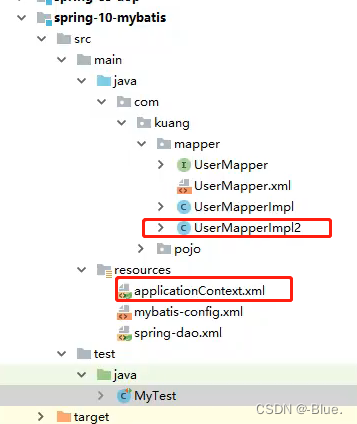 spring-10-mybatis
src
main
java
com
kuang
mapper
UserMapper
UserMapper.xml
UserMapperImpl
UserMapperImpl2
pojo
resources
applicationContext.xml
mybatis-config.xml
spring-dao.xml
test
java
MyTest
target
CSDN @-Blue.